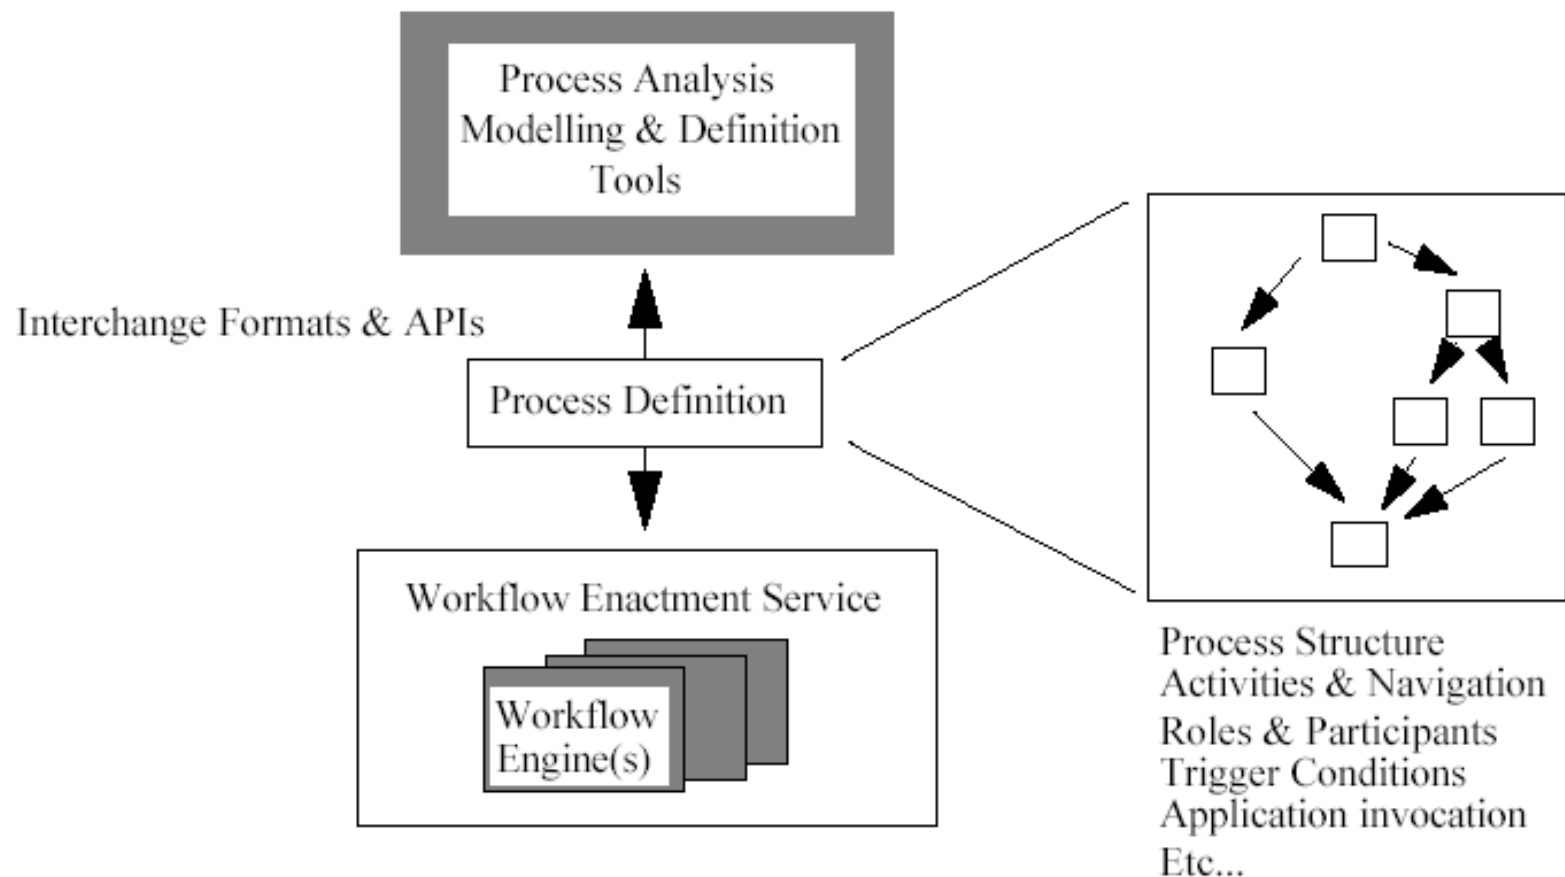 Process Analysis
Modelling & Definition
Tools
Interchange Formats & APIs
Process Definition
Workflow Enactment Service
Workflow
Engine(s)
Process Structure
Activities & Navigation
Roles & Participants
Trigger Conditions
Application invocation
Etc...